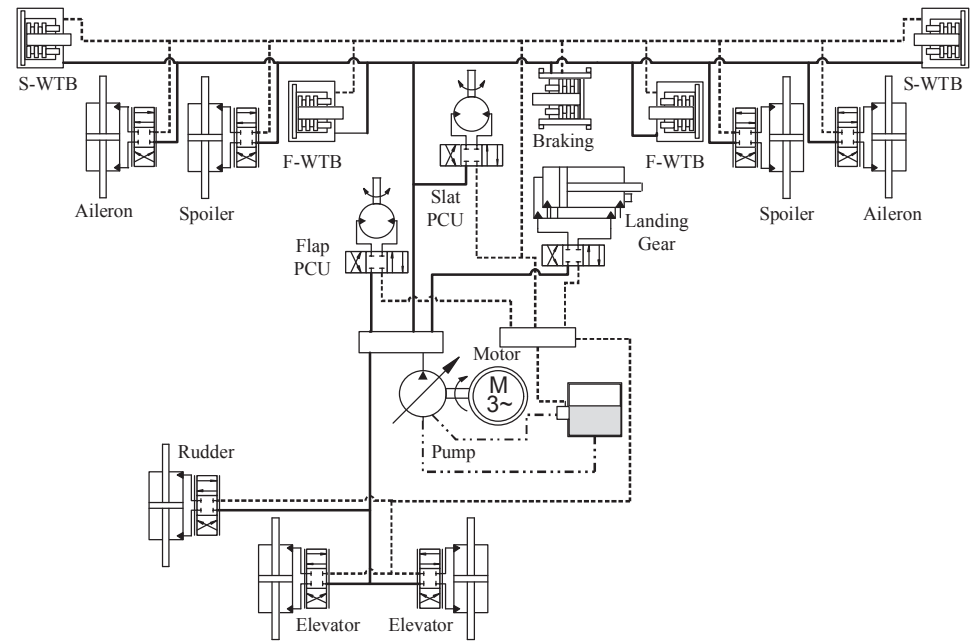 S-WTB
S-WTB
Aileron
Spoiler
F-WTB
Slat
PCU
Braking
F-WTB
Spoiler
Aileron
Flap
PCU
Landing
Gear
Motor
M
3~
Pump
Rudder
Elevator
Elevator